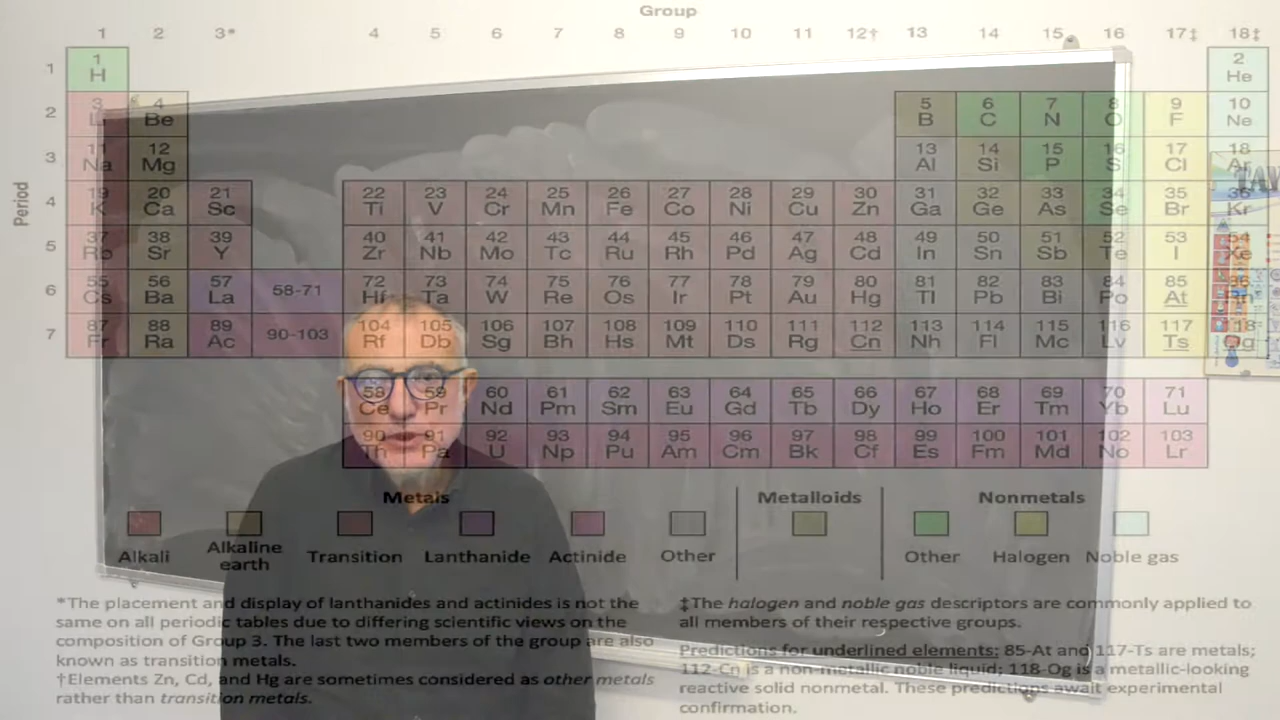 Group
1 2 3* 4 5 6 7 8 9 10 11 12† 13 14 15 16 17‡ 18‡
Period
1 1 H 2 He
2 3 Li 4 Be 5 B 6 C 7 N 8 O 9 F 10 Ne
3 11 Na 12 Mg 13 Al 14 Si 15 P 16 S 17 Cl 18 Ar
4 19 K 20 Ca 21 Sc 22 Ti 23 V 24 Cr 25 Mn 26 Fe 27 Co 28 Ni 29 Cu 30 Zn 31 Ga 32 Ge 33 As 34 Se 35 Br 36 Kr
5 37 Rb 38 Sr 39 Y 40 Zr 41 Nb 42 Mo 43 Tc 44 Ru 45 Rh 46 Pd 47 Ag 48 Cd 49 In 50 Sn 51 Sb 52 Te 53 I 54 Xe
6 55 Cs 56 Ba 57 La 58-71 72 Hf 73 Ta 74 W 75 Re 76 Os 77 Ir 78 Pt 79 Au 80 Hg 81 Tl 82 Pb 83 Bi 84 Po 85 At 86 Rn
7 87 Fr 88 Ra 89 Ac 90-103 104 Rf 105 Db 106 Sg 107 Bh 108 Hs 109 Mt 110 Ds 111 Rg 112 Cn 113 Nh 114 Fl 115 Mc 116 Lv 117 Ts 118 Og
58 Ce 59 Pr 60 Nd 61 Pm 62 Sm 63 Eu 64 Gd 65 Tb 66 Dy 67 Ho 68 Er 69 Tm 70 Yb 71 Lu
90 Th 91 Pa 92 U 93 Np 94 Pu 95 Am 96 Cm 97 Bk 98 Cf 99 Es 100 Fm 101 Md 102 No 103 Lr
Metals Metalloids Nonmetals
Alkali Alkaline earth Transition Lanthanide Actinide Other Other Halogen Noble gas
*The placement and display of lanthanides and actinides is not the
same on all periodic tables due to differing scientific views on the
composition of Group 3. The last two members of the group are also
known as transition metals.
†Elements Zn, Cd, and Hg are sometimes considered as other metals
rather than transition metals.
‡The halogen and noble gas descriptors are commonly applied to
all members of their respective groups.
Predictions for underlined elements: 85-At and 117-Ts are metals;
112-Cn is a non-metallic noble liquid; 118-Og is a metallic-looking
reactive solid nonmetal. These predictions await experimental
confirmation.